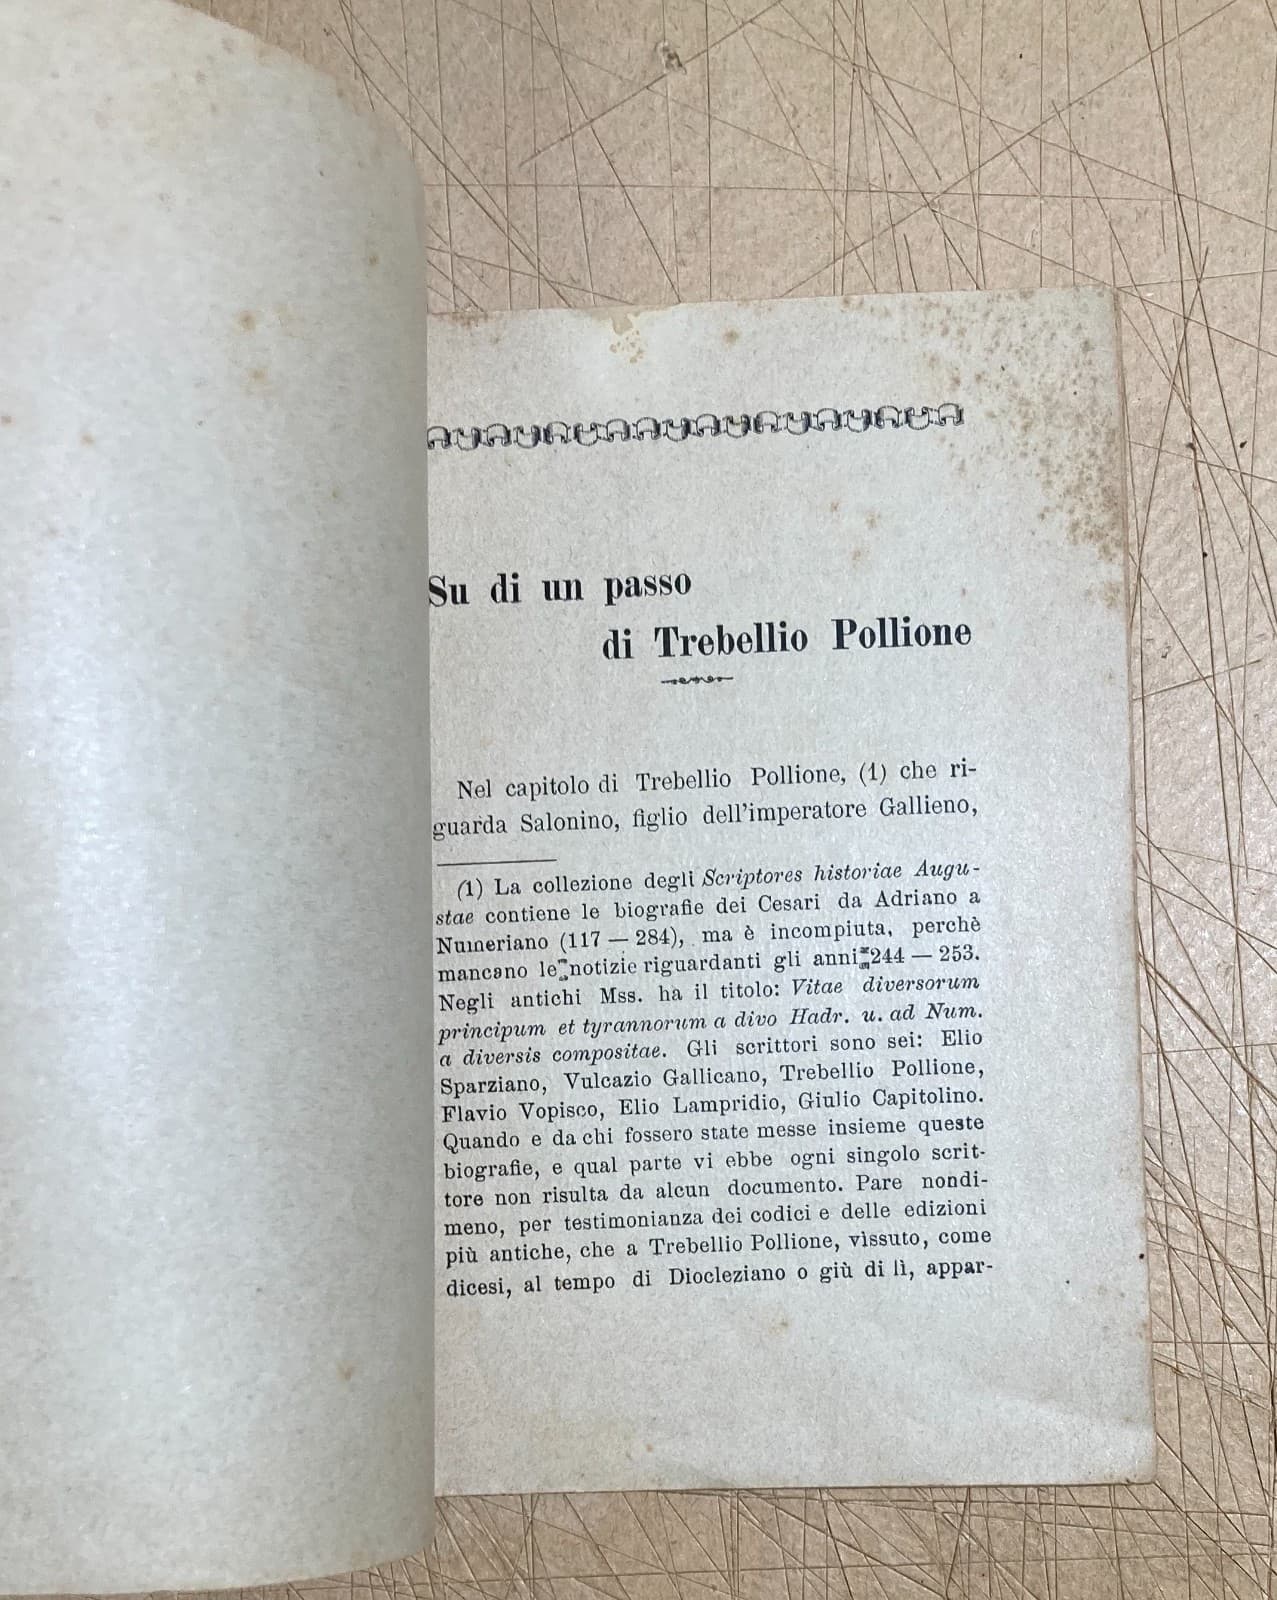 Su di un passo
di Trebellio Pollione
Nel capitolo di Trebellio Pollione, (1) che ri-
guarda Salonino, figlio dell'imperatore Gallieno,
(1) La collezione degli Scriptores historiae Augu-
stae contiene le biografie dei Cesari da Adriano a
Numeriano (117 — 284), ma è incompiuta, perchè
mancano le notizie riguardanti gli anni 244 — 253.
Negli antichi Mss. ha il titolo: Vitae diversorum
principum et tyrannorum a divo Hadr. u. ad Num.
a diversis compositae. Gli scrittori sono sei: Elio
Sparziano, Vulcazio Gallicano, Trebellio Pollione,
Flavio Vopisco, Elio Lampridio, Giulio Capitolino.
Quando e da chi fossero state messe insieme queste
biografie, e qual parte vi ebbe ogni singolo scrit-
tore non risulta da alcun documento. Pare nondi-
meno, per testimonianza dei codici e delle edizioni
più antiche, che a Trebellio Pollione, vissuto, come
dicesi, al tempo di Diocleziano o giù di lì, appar-